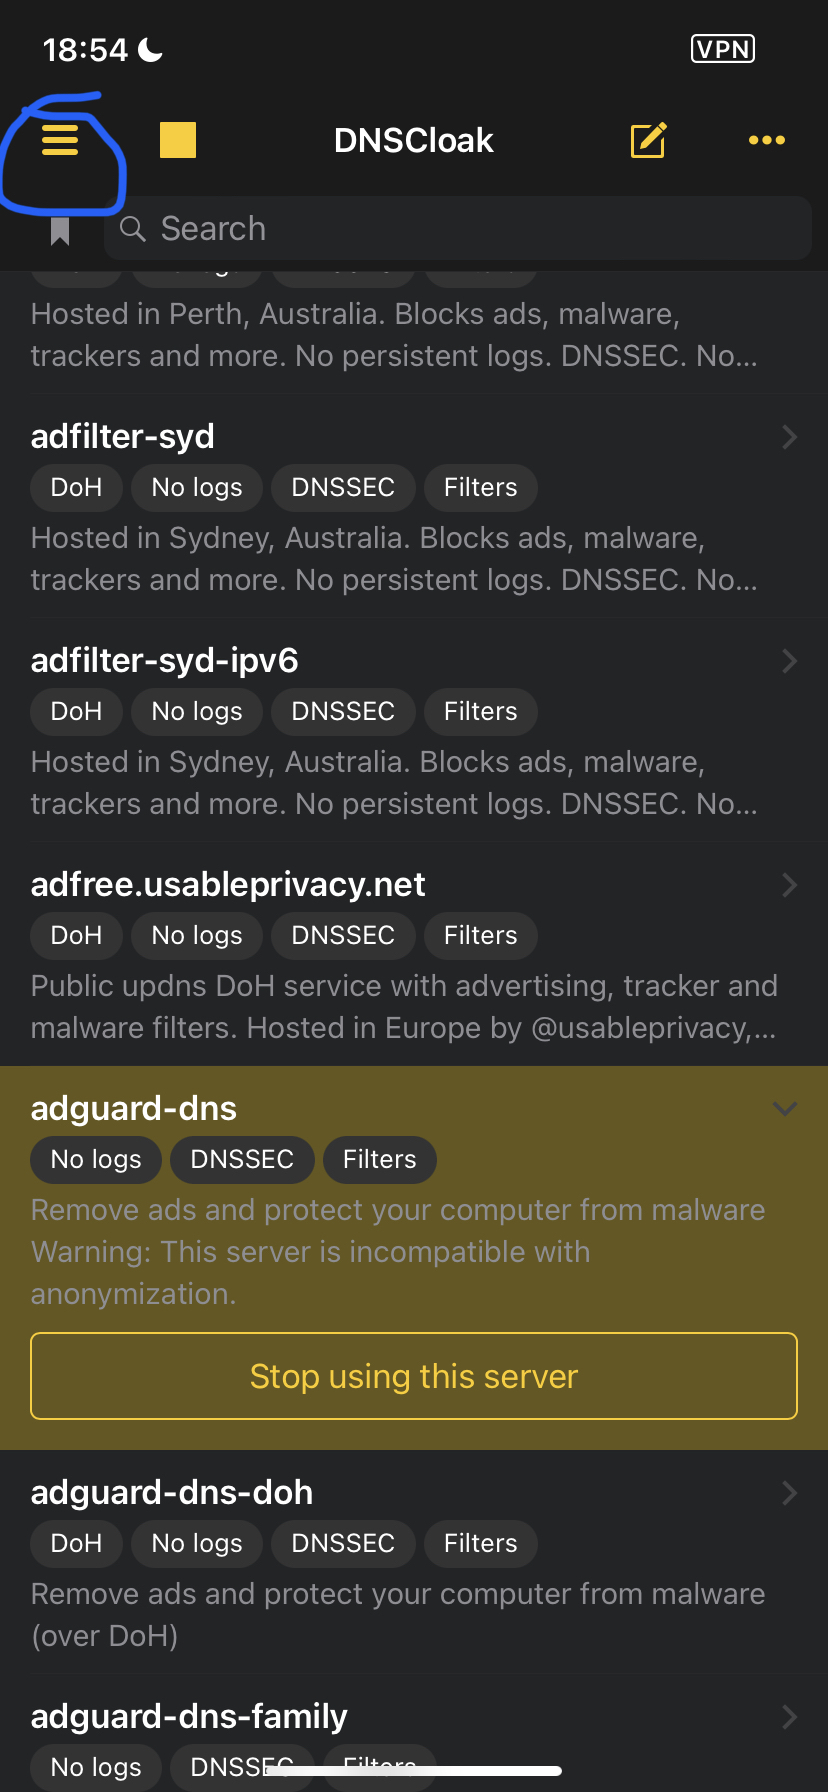 18:54
VPN
DNSCloak
Search
Hosted in Perth, Australia. Blocks ads, malware,
trackers and more. No persistent logs. DNSSEC. No...
adfilter-syd
DoH No logs DNSSEC Filters
Hosted in Sydney, Australia. Blocks ads, malware,
trackers and more. No persistent logs. DNSSEC. No...
adfilter-syd-ipv6
DoH No logs DNSSEC Filters
Hosted in Sydney, Australia. Blocks ads, malware,
trackers and more. No persistent logs. DNSSEC. No...
adfree.usableprivacy.net
DoH No logs DNSSEC Filters
Public updns DoH service with advertising, tracker and
malware filters. Hosted in Europe by @usableprivacy,...
adguard-dns
No logs DNSSEC Filters
Remove ads and protect your computer from malware
Warning: This server is incompatible with
anonymization.
Stop using this server
adguard-dns-doh
DoH No logs DNSSEC Filters
Remove ads and protect your computer from malware
(over DoH)
adguard-dns-family
No logs DNSSEC Filters